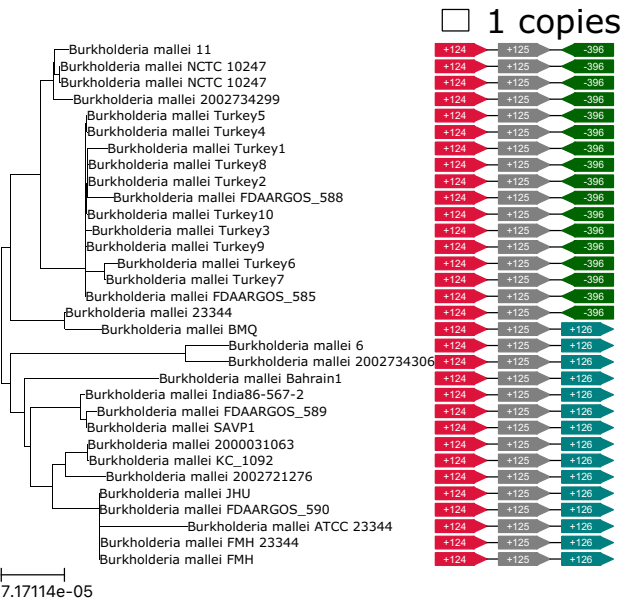 1 copies
Burkholderia mallei 11 +124 +125 -396
Burkholderia mallei NCTC 10247 +124 +125 -396
Burkholderia mallei NCTC 10247 +124 +125 -396
Burkholderia mallei 2002734299 +124 +125 -396
Burkholderia mallei Turkey5 +124 +125 -396
Burkholderia mallei Turkey4 +124 +125 -396
Burkholderia mallei Turkey1 +124 +125 -396
Burkholderia mallei Turkey8 +124 +125 -396
Burkholderia mallei Turkey2 +124 +125 -396
Burkholderia mallei FDAARGOS_588 +124 +125 -396
Burkholderia mallei Turkey10 +124 +125 -396
Burkholderia mallei Turkey3 +124 +125 -396
Burkholderia mallei Turkey9 +124 +125 -396
Burkholderia mallei Turkey6 +124 +125 -396
Burkholderia mallei Turkey7 +124 +125 -396
Burkholderia mallei FDAARGOS_585 +124 +125 -396
Burkholderia mallei 23344 +124 +125 -396
Burkholderia mallei BMQ +124 +125 +126
Burkholderia mallei 6 +124 +125 +126
Burkholderia mallei 2002734306 +124 +125 +126
Burkholderia mallei Bahrain1 +124 +125 +126
Burkholderia mallei India86-567-2 +124 +125 +126
Burkholderia mallei FDAARGOS_589 +124 +125 +126
Burkholderia mallei SAVP1 +124 +125 +126
Burkholderia mallei 2000031063 +124 +125 +126
Burkholderia mallei KC_1092 +124 +125 +126
Burkholderia mallei 2002721276 +124 +125 +126
Burkholderia mallei JHU +124 +125 +126
Burkholderia mallei FDAARGOS_590 +124 +125 +126
Burkholderia mallei ATCC 23344 +124 +125 +126
Burkholderia mallei FMH 23344 +124 +125 +126
Burkholderia mallei FMH +124 +125 +126
7.17114e-05